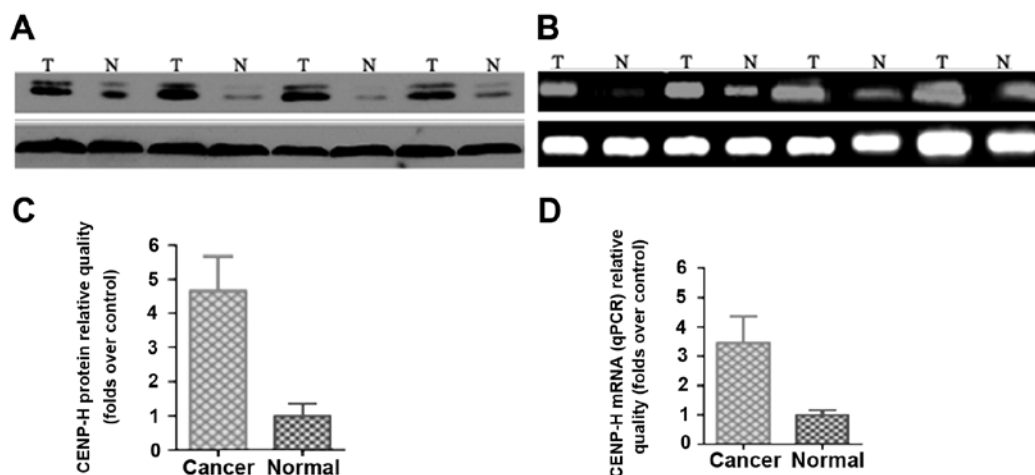 A
T N T N T N T N
B
T N T N T N T N
C
CENP-H protein relative quality
(folds over control)
6
5
4
3
2
1
0
Cancer Normal
D
CENP-H mRNA (qPCR) relative
quality (folds over control)
6
5
4
3
2
1
0
Cancer Normal